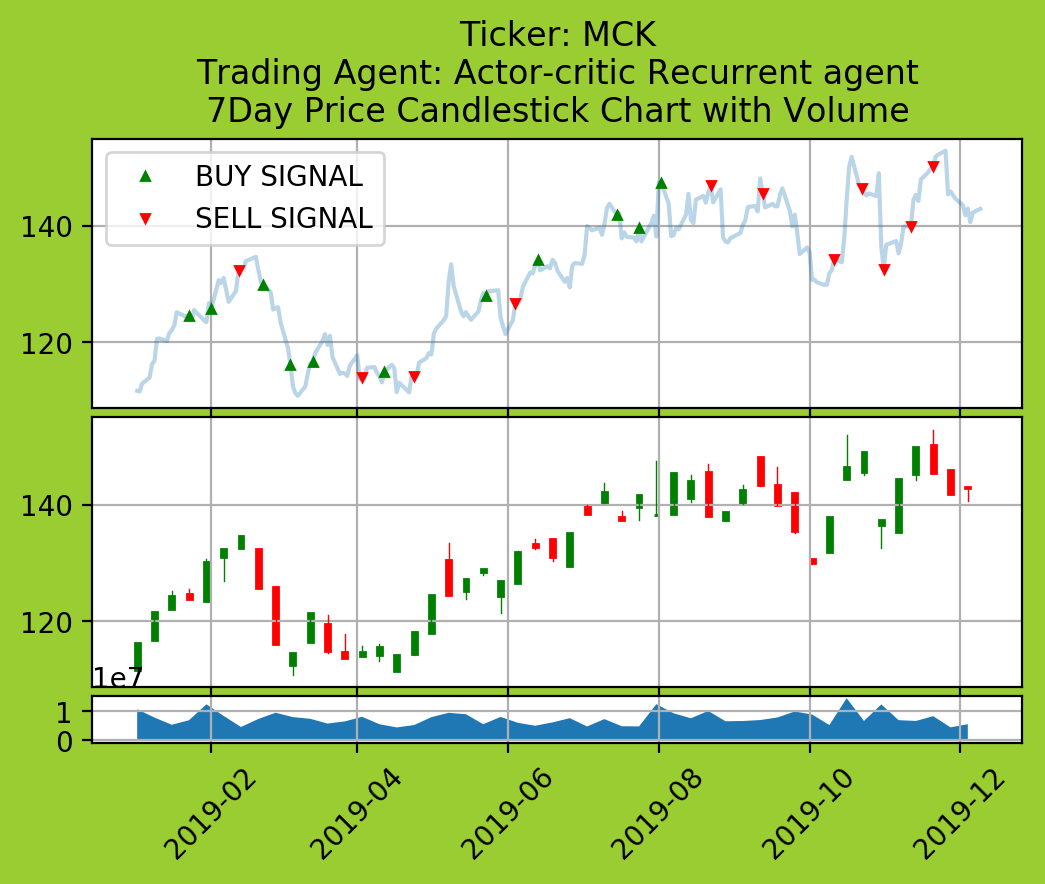 Ticker: MCK
Trading Agent: Actor-critic Recurrent agent
7Day Price Candlestick Chart with Volume
BUY SIGNAL
SELL SIGNAL
140
120
140
120
1e7
1
0
2019-02
2019-04
2019-06
2019-08
2019-10
2019-12